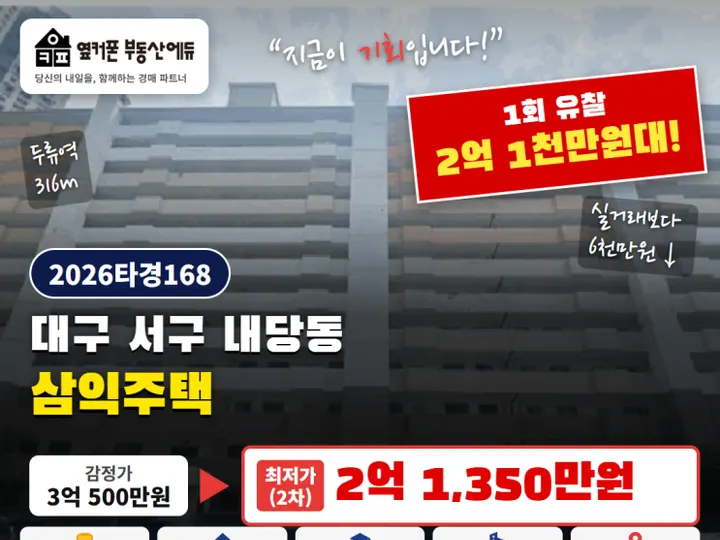 옆커폰 부동산에듀
당신의 내일을, 함께하는 경매 파트너
“지금이 기회입니다!”
1회 유찰
2억 1천만원대!
두류역
316m
실거래보다
6천만원↓
2026타경168
대구 서구 내당동
삼익주택
감정가
3억 500만원
최저가
(2차)
2억 1,350만원